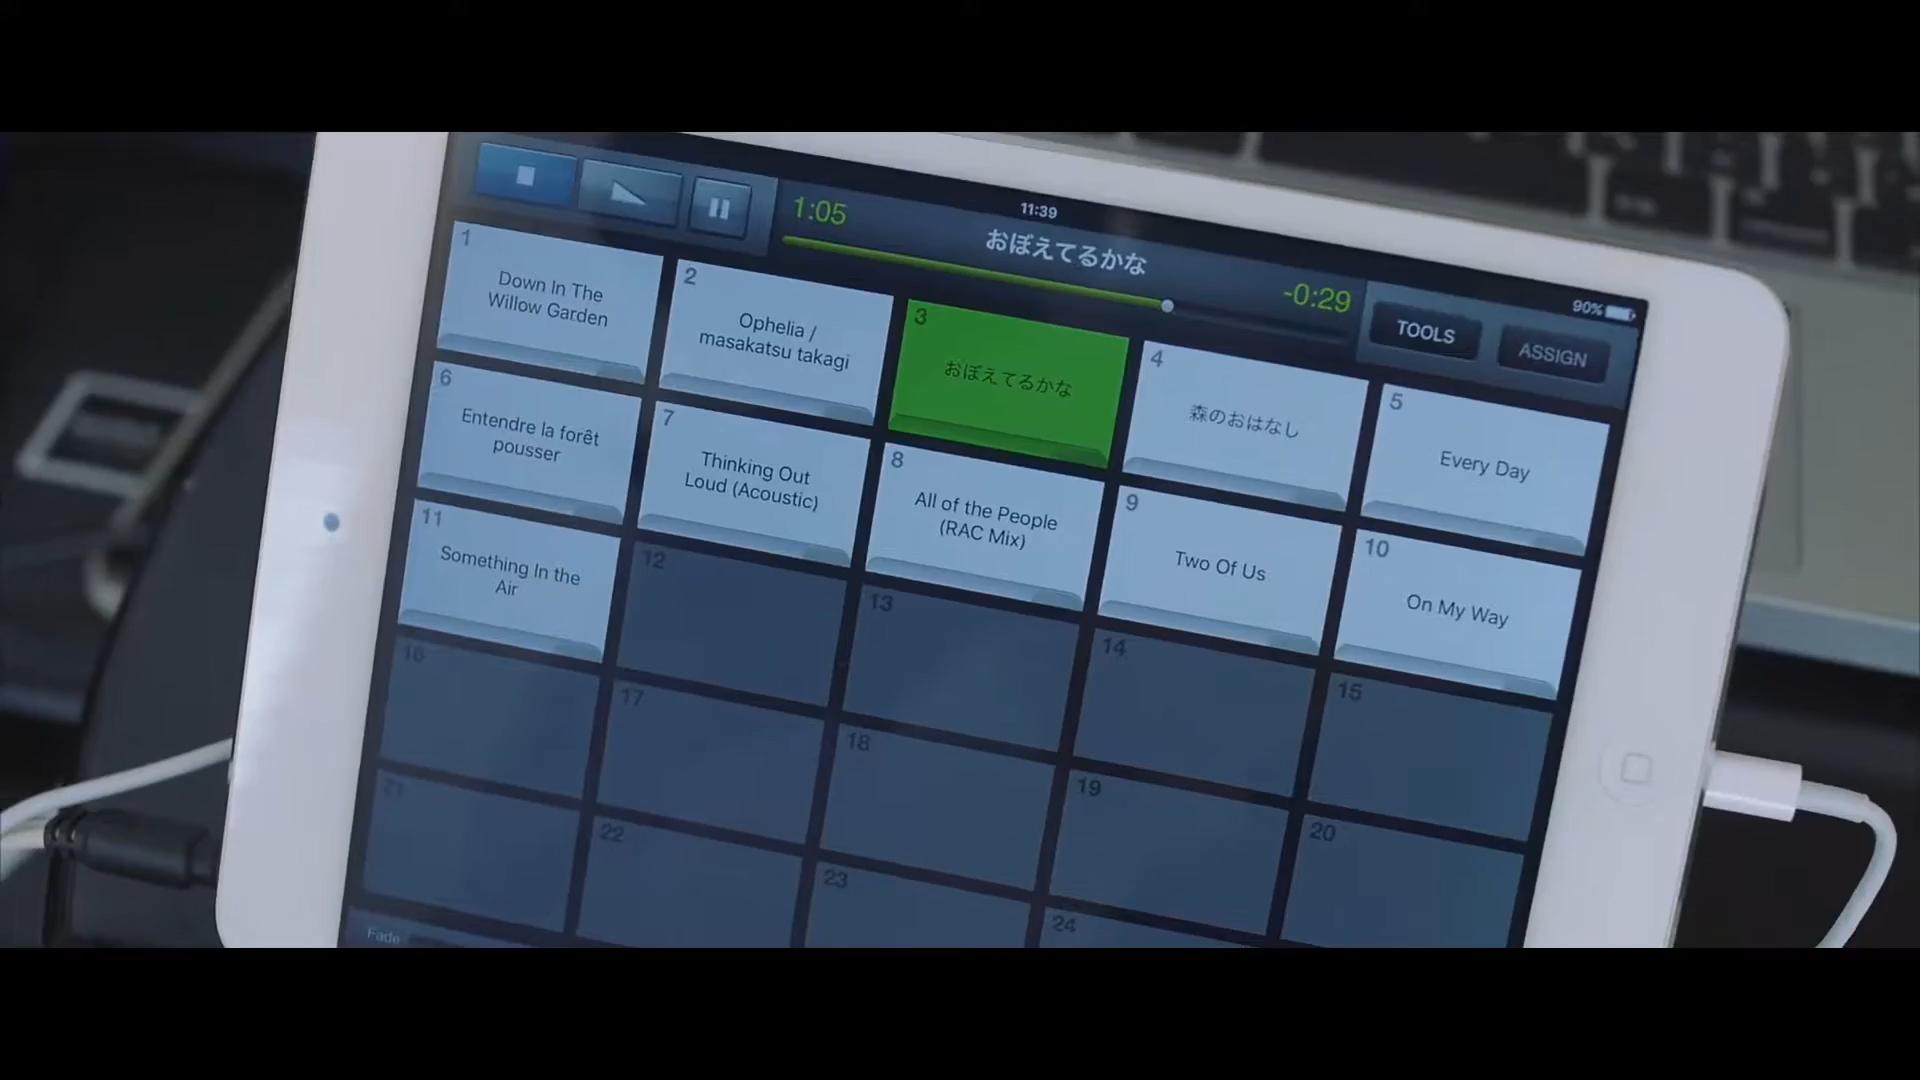 11:39
1:05
おぼえてるかな
-0:29
90%
TOOLS
ASSIGN
1
Down In The
Willow Garden
2
Ophelia /
masakatsu takagi
3
おぼえてるかな
4
森のおはなし
5
Every Day
6
Entendre la forêt
pousser
7
Thinking Out
Loud (Acoustic)
8
All of the People
(RAC Mix)
9
Two Of Us
10
On My Way
11
Something In the
Air
12
13
14
15
16
17
18
19
20
21
22
23
24
Fade